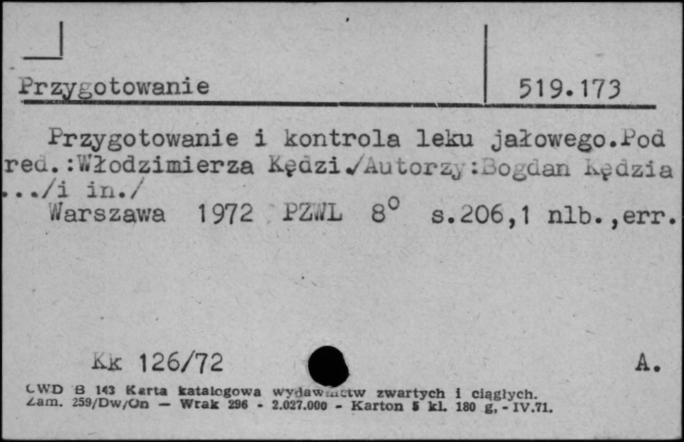 Przygotowanie 519.173
Przygotowanie i kontrola leku jałowego.Pod
red.:Włodzimierza Kędzi./Autorzy:Bogdan Kędzia
.../i in./
Warszawa 1972 PZWL 8° s.206,1 nlb.,err.
Kk 126/72 A.
CWD B 143 Karta katalogowa wydawnictw zwartych i ciągłych.
Zam. 259/Dw/On — Wrak 296 - 2.027.000 - Karton 5 kl. 180 g, - IV.71.